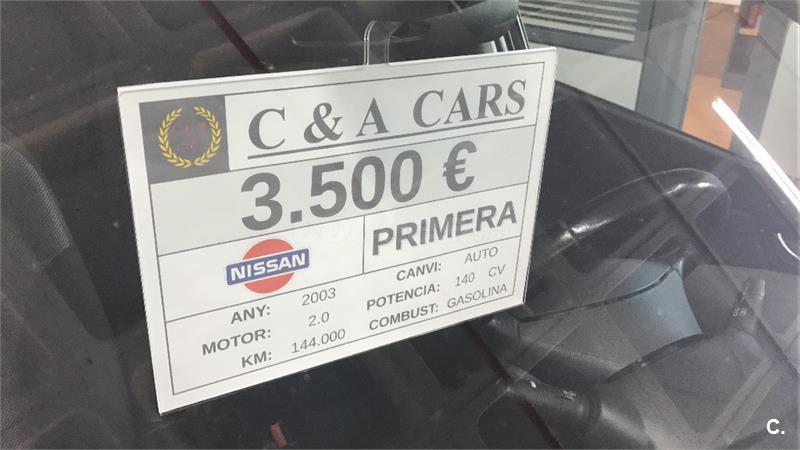 C & A CARS
3.500 €
NISSAN
PRIMERA
ANY: 2003
CANVI: AUTO
MOTOR: 2.0
POTENCIA: 140 CV
KM: 144.000
COMBUST: GASOLINA
C.